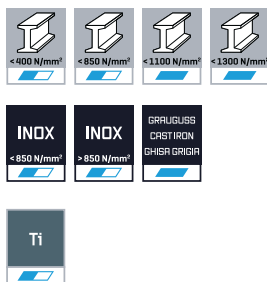 <400 N/mm² <850 N/mm² <1100 N/mm² <1300 N/mm²
INOX INOX GRAUGUSS
CAST IRON
GHISA GRIGIA
<850 N/mm² >850 N/mm²
Ti